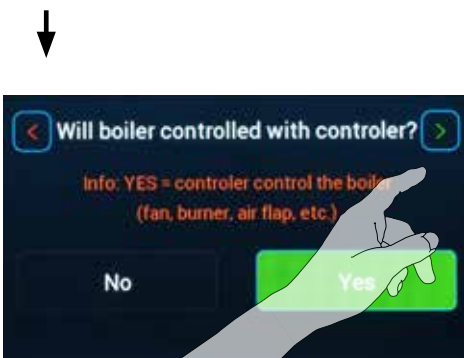 Will boiler controlled with controler?
Info: YES = controler control the boiler
(fan, burner, air flap, etc.)
No
Yes